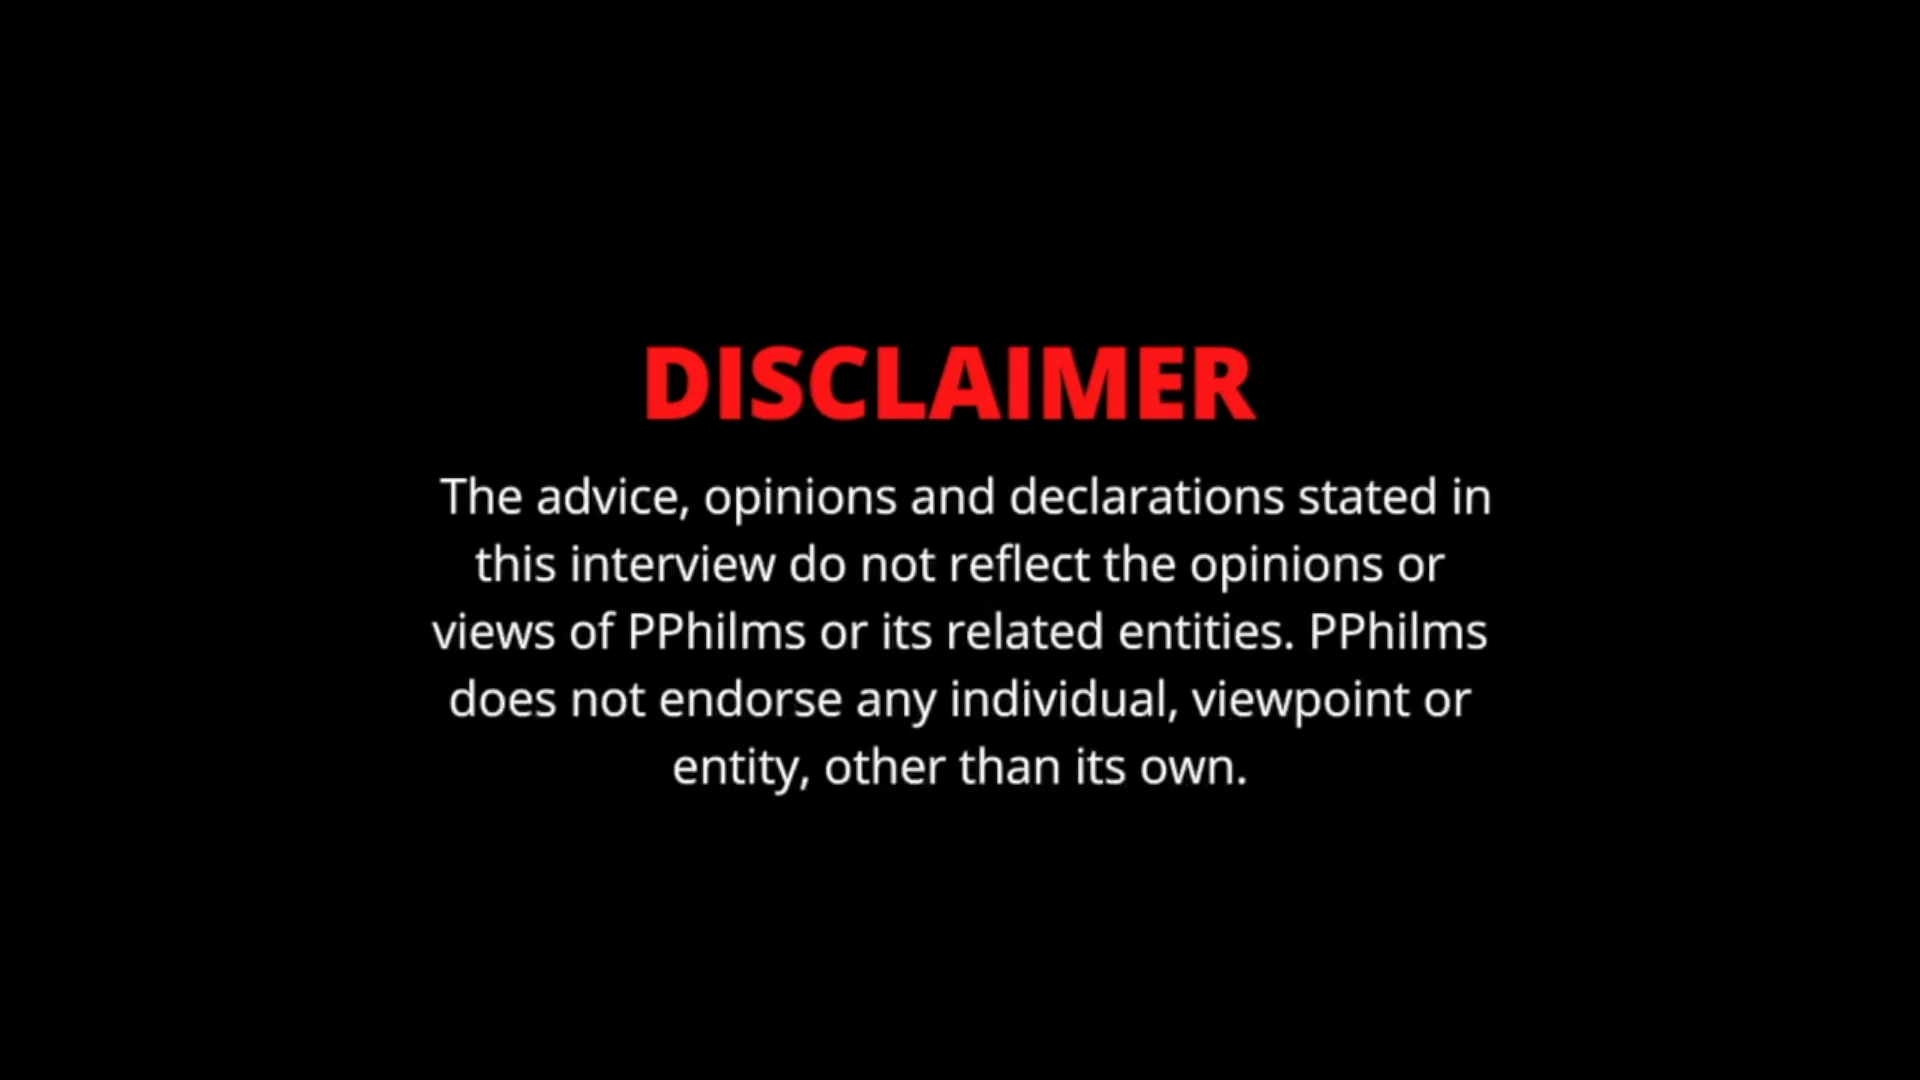 DISCLAIMER
The advice, opinions and declarations stated in
this interview do not reflect the opinions or
views of PPhilms or its related entities. PPhilms
does not endorse any individual, viewpoint or
entity, other than its own.